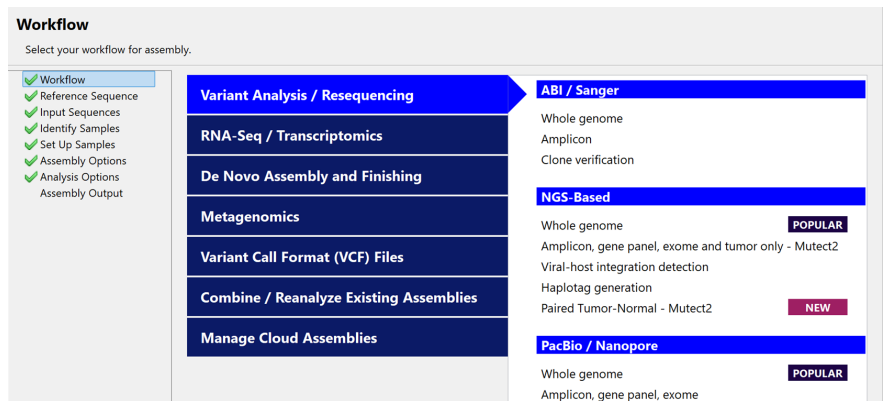 Workflow
Select your workflow for assembly.
Workflow
Reference Sequence
Input Sequences
Identify Samples
Set Up Samples
Assembly Options
Analysis Options
Assembly Output
Variant Analysis / Resequencing
RNA-Seq / Transcriptomics
De Novo Assembly and Finishing
Metagenomics
Variant Call Format (VCF) Files
Combine / Reanalyze Existing Assemblies
Manage Cloud Assemblies
ABI / Sanger
Whole genome
Amplicon
Clone verification
NGS-Based
Whole genome POPULAR
Amplicon, gene panel, exome and tumor only - Mutect2
Viral-host integration detection
Haplotag generation
Paired Tumor-Normal - Mutect2 NEW
PacBio / Nanopore
Whole genome POPULAR
Amplicon, gene panel, exome